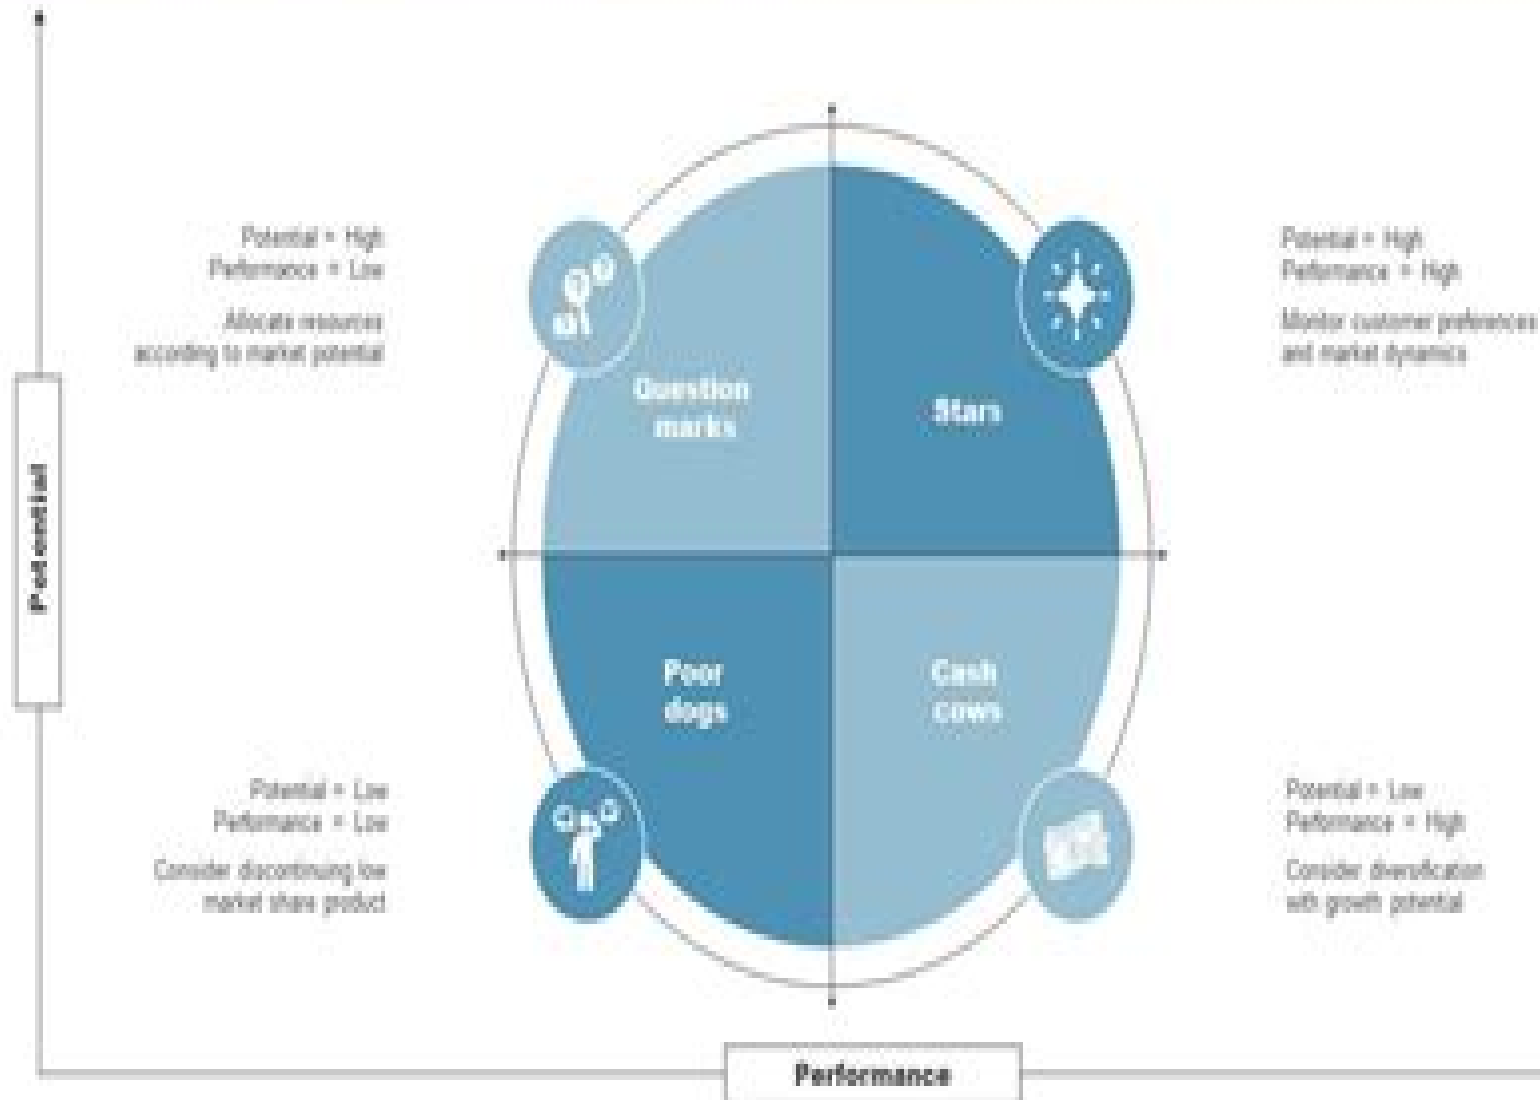 Potential = High
Performance = Low
Allocate resources
according to market potential
Potential = High
Performance = High
Monitor customer preferences
and market dynamics
Question
marks
Stars
Potential
Poor
dogs
Cash
cows
Potential = Low
Performance = Low
Consider discontinuing low
market share product
Potential = Low
Performance = High
Consider diversification
with growth potential
Performance